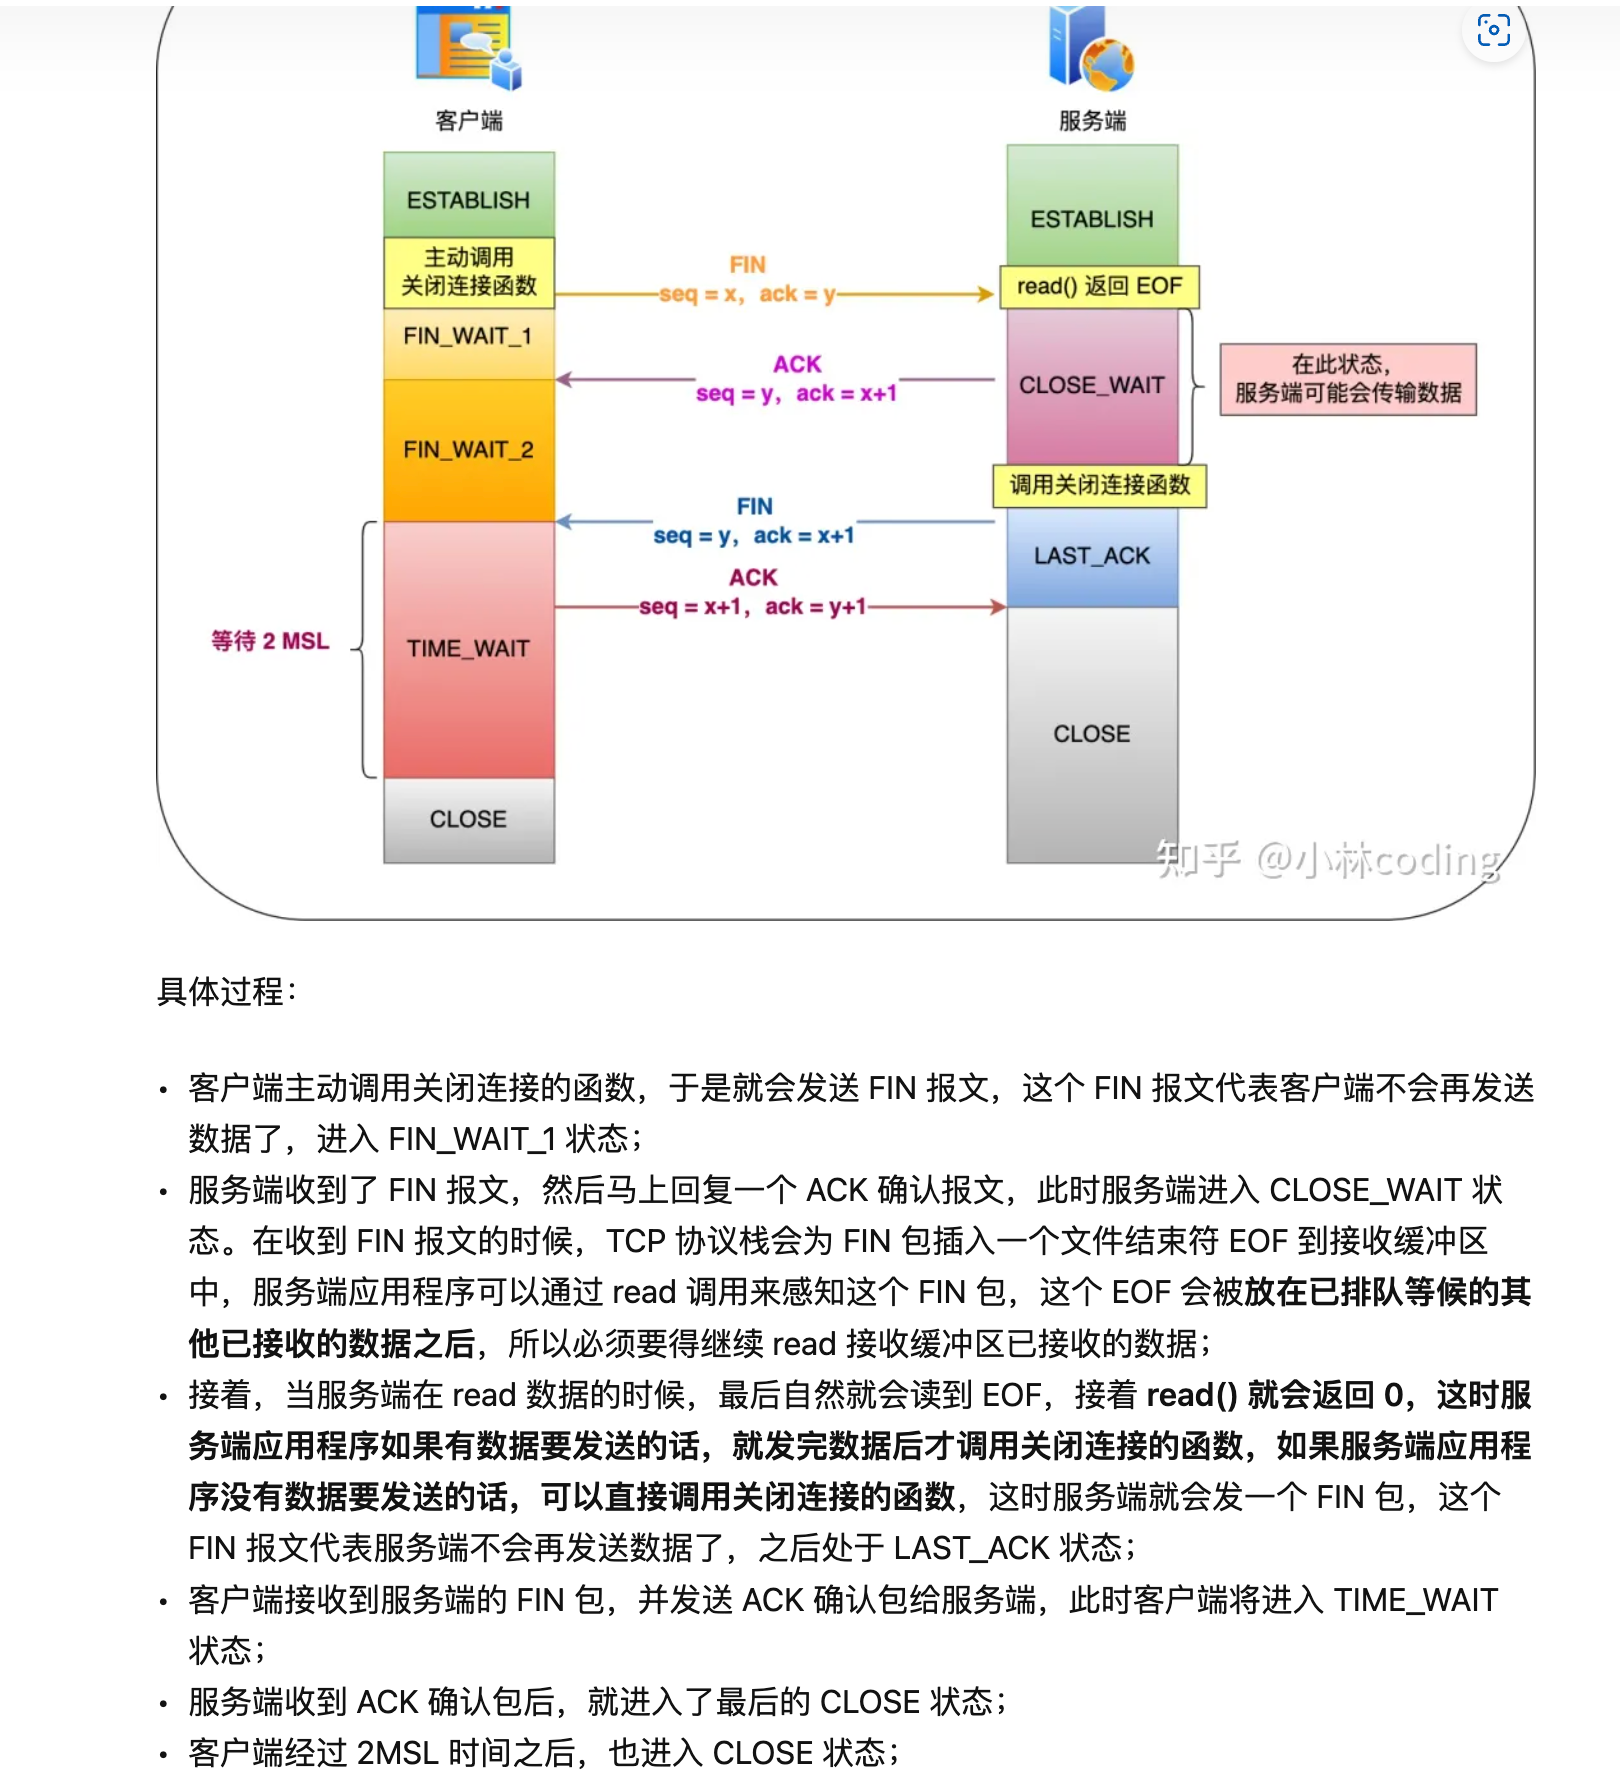 客户端
服务端
ESTABLISH
ESTABLISH
主动调用
关闭连接函数
FIN
seq = x，ack = y
read() 返回 EOF
FIN_WAIT_1
ACK
seq = y，ack = x+1
CLOSE_WAIT
在此状态，
服务端可能会传输数据
FIN_WAIT_2
调用关闭连接函数
FIN
seq = y，ack = x+1
LAST_ACK
ACK
seq = x+1，ack = y+1
等待 2 MSL
TIME_WAIT
CLOSE
CLOSE
知乎 @小林coding
具体过程：
• 客户端主动调用关闭连接的函数，于是就会发送 FIN 报文，这个 FIN 报文代表客户端不会再发送
数据了，进入 FIN_WAIT_1 状态；
• 服务端收到了 FIN 报文，然后马上回复一个 ACK 确认报文，此时服务端进入 CLOSE_WAIT 状
态。在收到 FIN 报文的时候，TCP 协议栈会为 FIN 包插入一个文件结束符 EOF 到接收缓冲区
中，服务端应用程序可以通过 read 调用来感知这个 FIN 包，这个 EOF 会被放在已排队等候的其
他已接收的数据之后，所以必须要得继续 read 接收缓冲区已接收的数据；
• 接着，当服务端在 read 数据的时候，最后自然就会读到 EOF，接着 read() 就会返回 0，这时服
务端应用程序如果有数据要发送的话，就发完数据后才调用关闭连接的函数，如果服务端应用程
序没有数据要发送的话，可以直接调用关闭连接的函数，这时服务端就会发一个 FIN 包，这个
FIN 报文代表服务端不会再发送数据了，之后处于 LAST_ACK 状态；
• 客户端接收到服务端的 FIN 包，并发送 ACK 确认包给服务端，此时客户端将进入 TIME_WAIT
状态；
• 服务端收到 ACK 确认包后，就进入了最后的 CLOSE 状态；
• 客户端经过 2MSL 时间之后，也进入 CLOSE 状态；